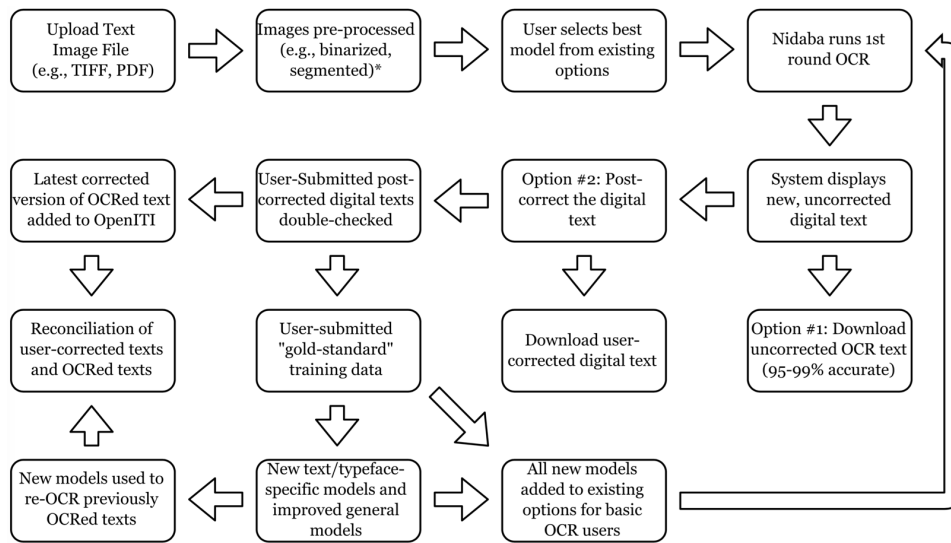 Upload Text
Image File
(e.g., TIFF, PDF)
Images pre-processed
(e.g., binarized,
segmented)*
User selects best
model from existing
options
Nidaba runs 1st
round OCR
Latest corrected
version of OCRed text
added to OpenITI
User-Submitted post-
corrected digital texts
double-checked
Option #2: Post-
correct the digital
text
System displays
new, uncorrected
digital text
Reconciliation of
user-corrected texts
and OCRed texts
User-submitted
"gold-standard"
training data
Download user-
corrected digital text
Option #1: Download
uncorrected OCR text
(95-99% accurate)
New models used to
re-OCR previously
OCRed texts
New text/typeface-
specific models and
improved general
models
All new models
added to existing
options for basic
OCR users